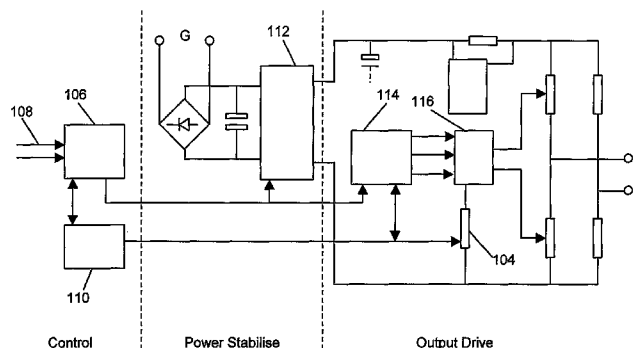 G
112
108
106
114
116
104
110
Control
Power Stabilise
Output Drive